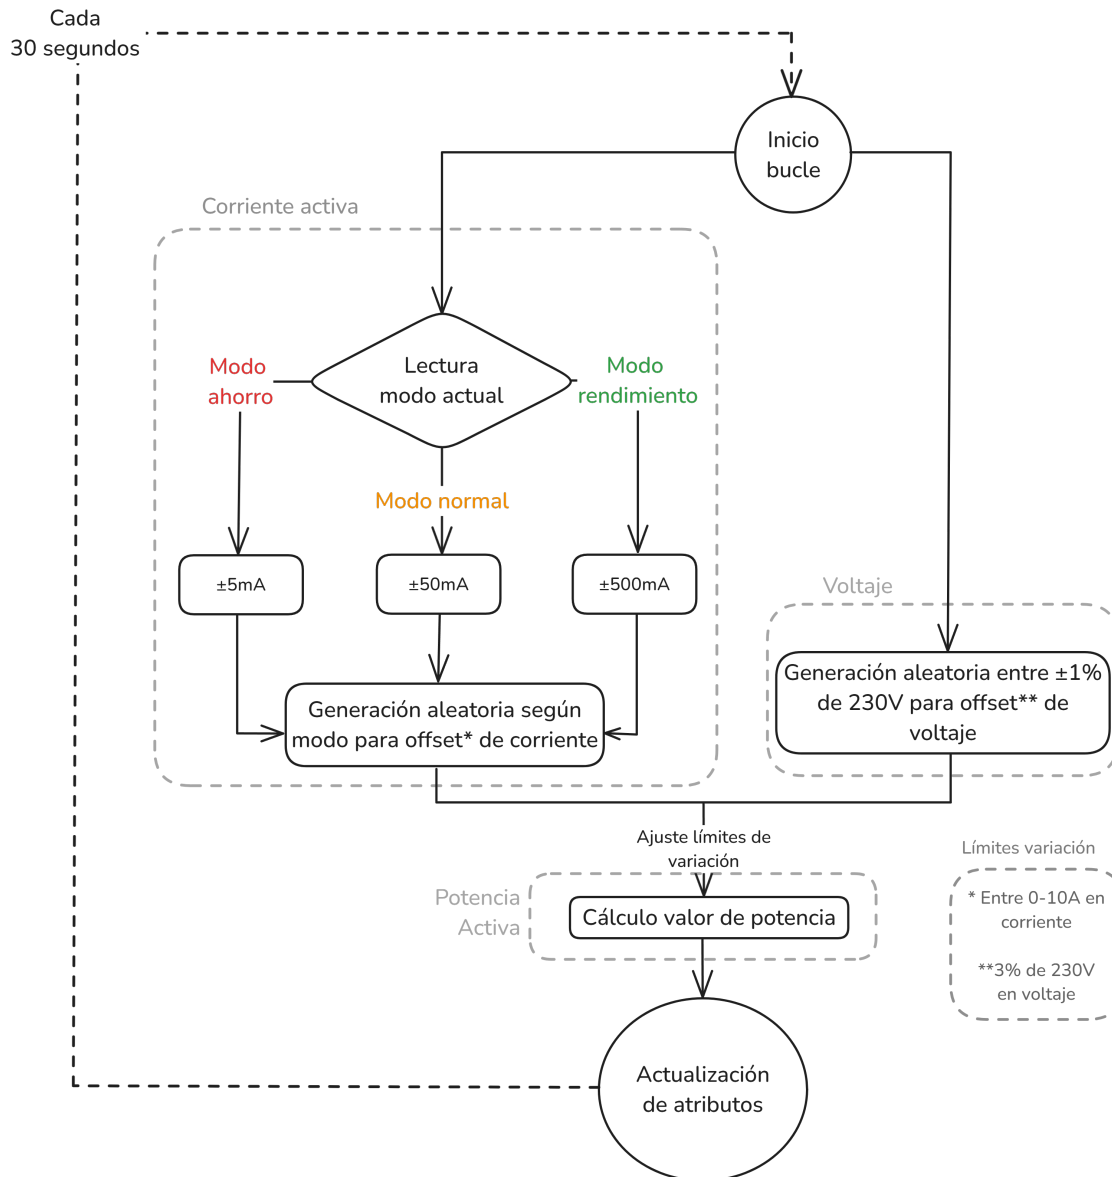 Cada
30 segundos
Inicio
bucle
Corriente activa
Lectura
modo actual
Modo
ahorro
Modo
rendimiento
Modo normal
±5mA
±50mA
±500mA
Voltaje
Generación aleatoria entre ±1%
de 230V para offset** de
voltaje
Generación aleatoria según
modo para offset* de corriente
Ajuste límites de
variación
Límites variación
* Entre 0-10A en
corriente
**3% de 230V
en voltaje
Potencia
Activa
Cálculo valor de potencia
Actualización
de atributos